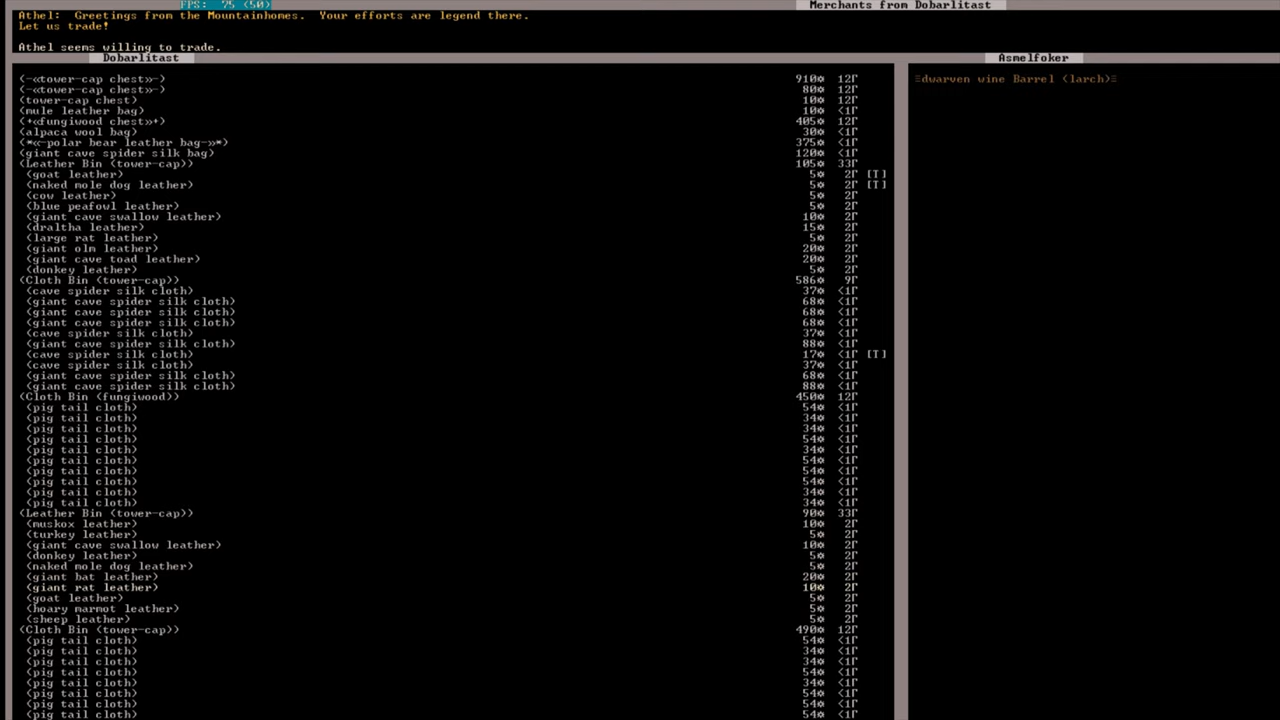 FPS: 75 (50)
Merchants from Dobarlitast
Athel: Greetings from the Mountainhomes. Your efforts are legend there.
Let us trade!
Athel seems willing to trade.
Dobarlitast
Asmelfoker
(-«tower-cap chest»-) 910☼ 12Γ
≡dwarven wine Barrel (larch)≡
(-«tower-cap chest»-) 80☼ 12Γ
(tower-cap chest) 10☼ 12Γ
(mule leather bag) 10☼ <1Γ
(+«fungiwood chest»+) 405☼ 12Γ
(alpaca wool bag) 30☼ <1Γ
(*«-polar bear leather bag-»*) 375☼ <1Γ
(giant cave spider silk bag) 120☼ <1Γ
(Leather Bin (tower-cap)) 105☼ 33Γ
(goat leather) 5☼ 2Γ [T]
(naked mole dog leather) 5☼ 2Γ [T]
(cow leather) 5☼ 2Γ
(blue peafowl leather) 5☼ 2Γ
(giant cave swallow leather) 10☼ 2Γ
(draltha leather) 15☼ 2Γ
(large rat leather) 5☼ 2Γ
(giant olm leather) 20☼ 2Γ
(giant cave toad leather) 20☼ 2Γ
(donkey leather) 5☼ 2Γ
(Cloth Bin (tower-cap)) 586☼ 9Γ
(cave spider silk cloth) 37☼ <1Γ
(giant cave spider silk cloth) 68☼ <1Γ
(giant cave spider silk cloth) 68☼ <1Γ
(giant cave spider silk cloth) 68☼ <1Γ
(cave spider silk cloth) 37☼ <1Γ
(giant cave spider silk cloth) 88☼ <1Γ
(cave spider silk cloth) 17☼ <1Γ [T]
(cave spider silk cloth) 37☼ <1Γ
(giant cave spider silk cloth) 68☼ <1Γ
(giant cave spider silk cloth) 88☼ <1Γ
(Cloth Bin (fungiwood)) 450☼ 12Γ
(pig tail cloth) 54☼ <1Γ
(pig tail cloth) 34☼ <1Γ
(pig tail cloth) 34☼ <1Γ
(pig tail cloth) 54☼ <1Γ
(pig tail cloth) 34☼ <1Γ
(pig tail cloth) 54☼ <1Γ
(pig tail cloth) 54☼ <1Γ
(pig tail cloth) 54☼ <1Γ
(pig tail cloth) 34☼ <1Γ
(pig tail cloth) 34☼ <1Γ
(Leather Bin (tower-cap)) 90☼ 33Γ
(muskox leather) 10☼ 2Γ
(turkey leather) 5☼ 2Γ
(giant cave swallow leather) 10☼ 2Γ
(donkey leather) 5☼ 2Γ
(naked mole dog leather) 5☼ 2Γ
(giant bat leather) 20☼ 2Γ
(giant rat leather) 10☼ 2Γ
(goat leather) 5☼ 2Γ
(hoary marmot leather) 5☼ 2Γ
(sheep leather) 5☼ 2Γ
(Cloth Bin (tower-cap)) 490☼ 12Γ
(pig tail cloth) 54☼ <1Γ
(pig tail cloth) 34☼ <1Γ
(pig tail cloth) 34☼ <1Γ
(pig tail cloth) 54☼ <1Γ
(pig tail cloth) 34☼ <1Γ
(pig tail cloth) 54☼ <1Γ
(pig tail cloth) 54☼ <1Γ
(pig tail cloth) 54☼ <1Γ